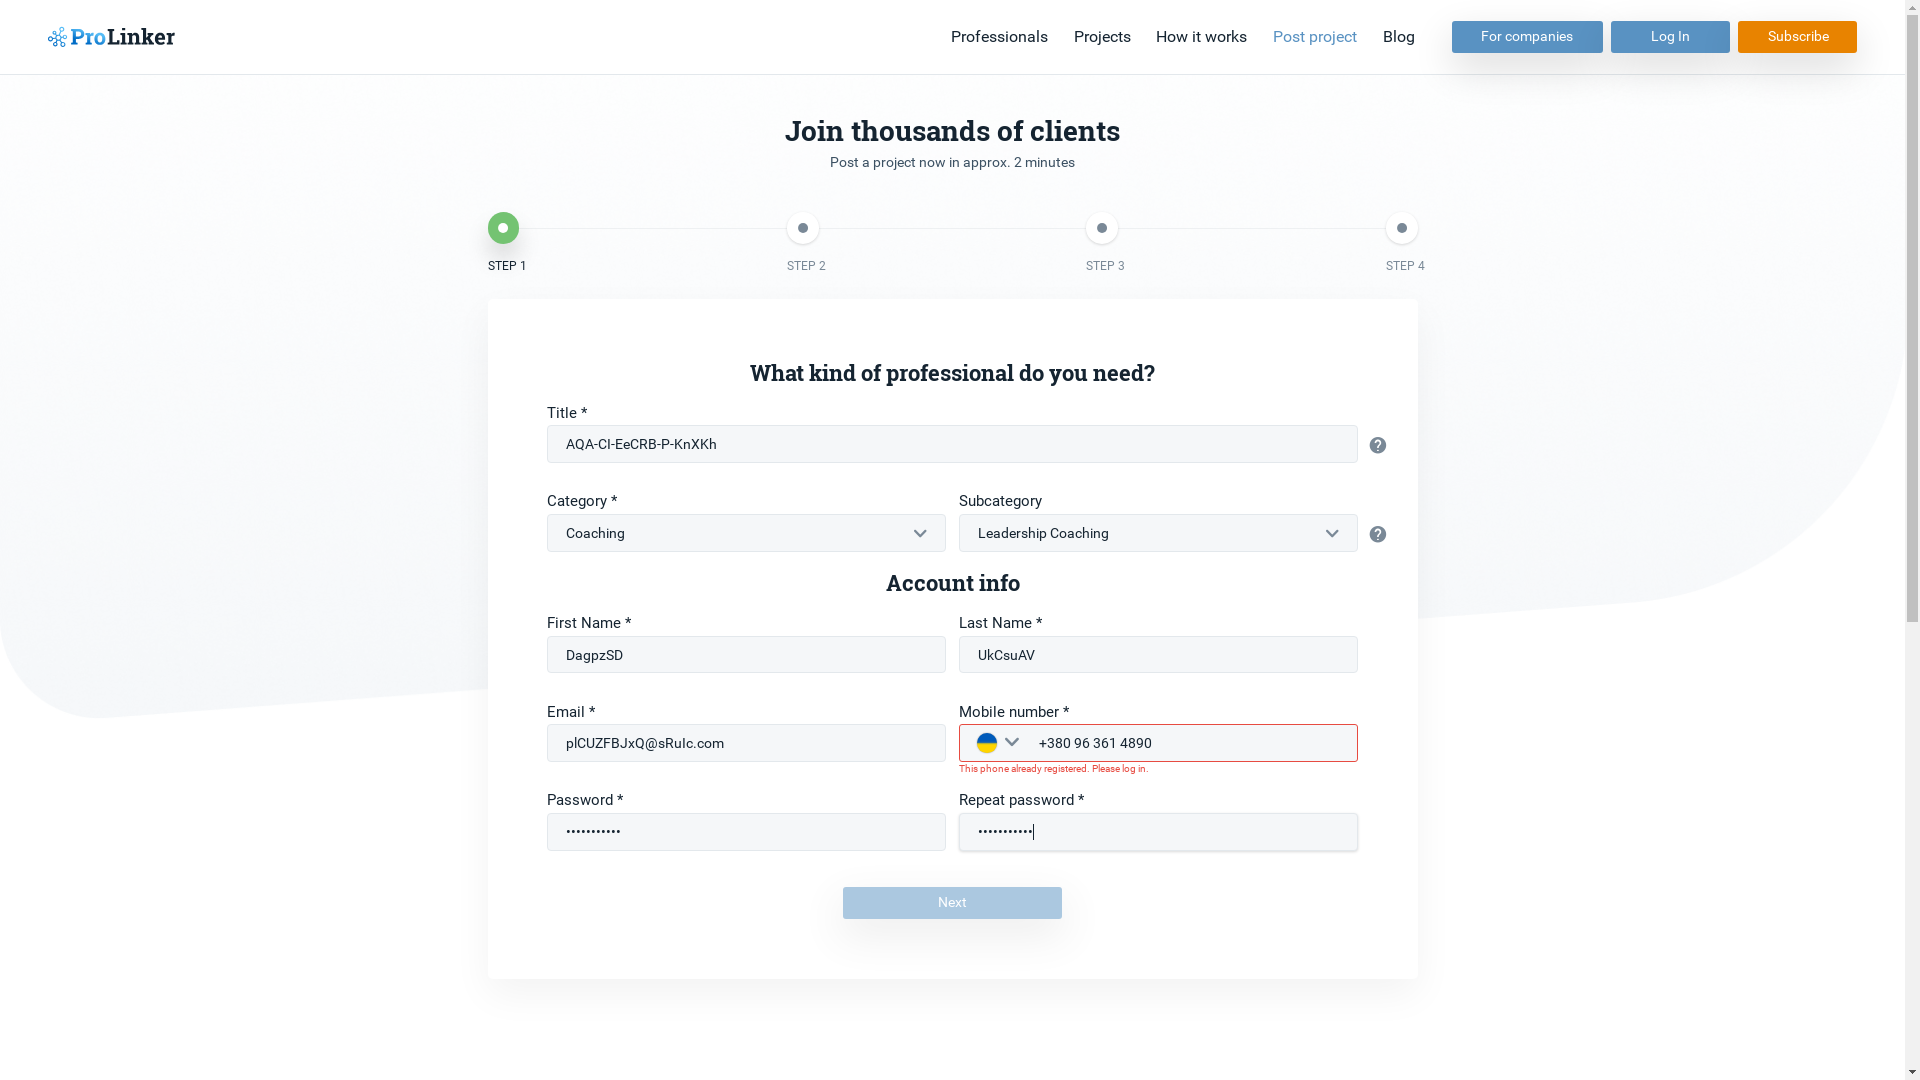 ProLinker
Professionals Projects How it works Post project Blog For companies Log In Subscribe
Join thousands of clients
Post a project now in approx. 2 minutes
STEP 1 STEP 2 STEP 3 STEP 4
What kind of professional do you need?
Title *
AQA-CI-EeCRB-P-KnXKh
Category * Subcategory
Coaching Leadership Coaching
Account info
First Name * Last Name *
DagpzSD UkCsuAV
Email * Mobile number *
plCUZFBJxQ@sRuIc.com +380 96 361 4890
This phone already registered. Please log in.
Password * Repeat password *
••••••••••• •••••••••••
Next